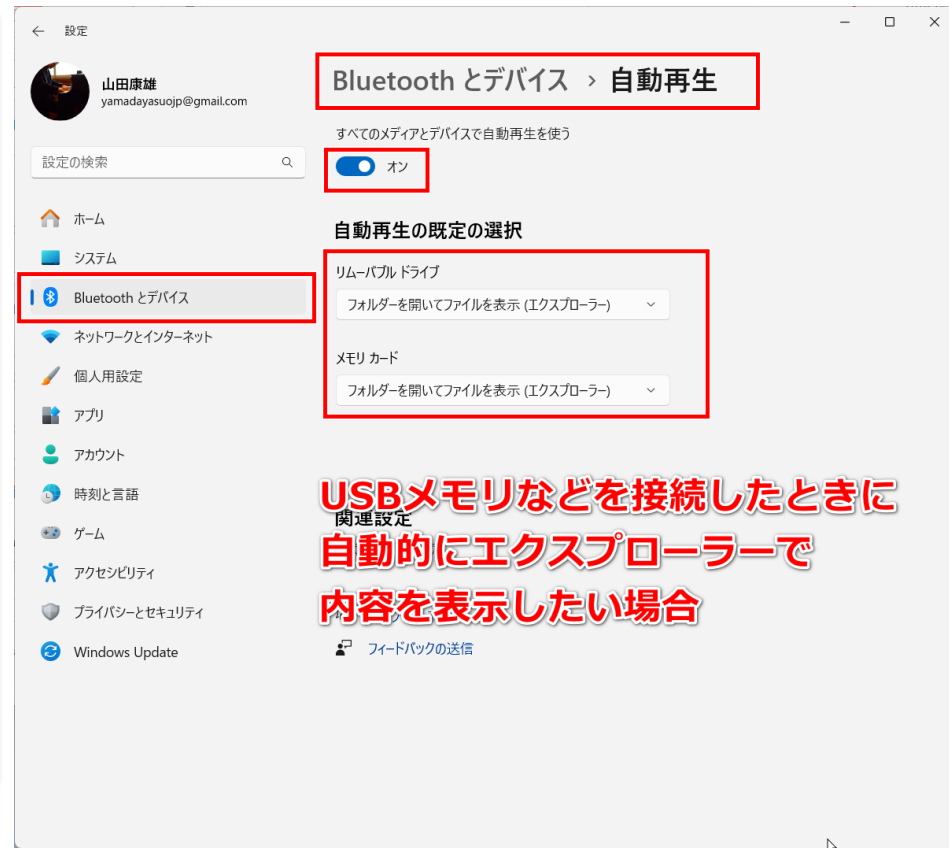 設定
山田康雄
yamadayasuojp@gmail.com
設定の検索
ホーム
システム
Bluetooth とデバイス
ネットワークとインターネット
個人用設定
アプリ
アカウント
時刻と言語
ゲーム
アクセシビリティ
プライバシーとセキュリティ
Windows Update
Bluetooth とデバイス › 自動再生
すべてのメディアとデバイスで自動再生を使う
オン
自動再生の既定の選択
リムーバブル ドライブ
フォルダーを開いてファイルを表示 (エクスプローラー)
メモリ カード
フォルダーを開いてファイルを表示 (エクスプローラー)
USBメモリなどを接続したときに
関連設定
自動的にエクスプローラーで
内容を表示したい場合
フィードバックの送信